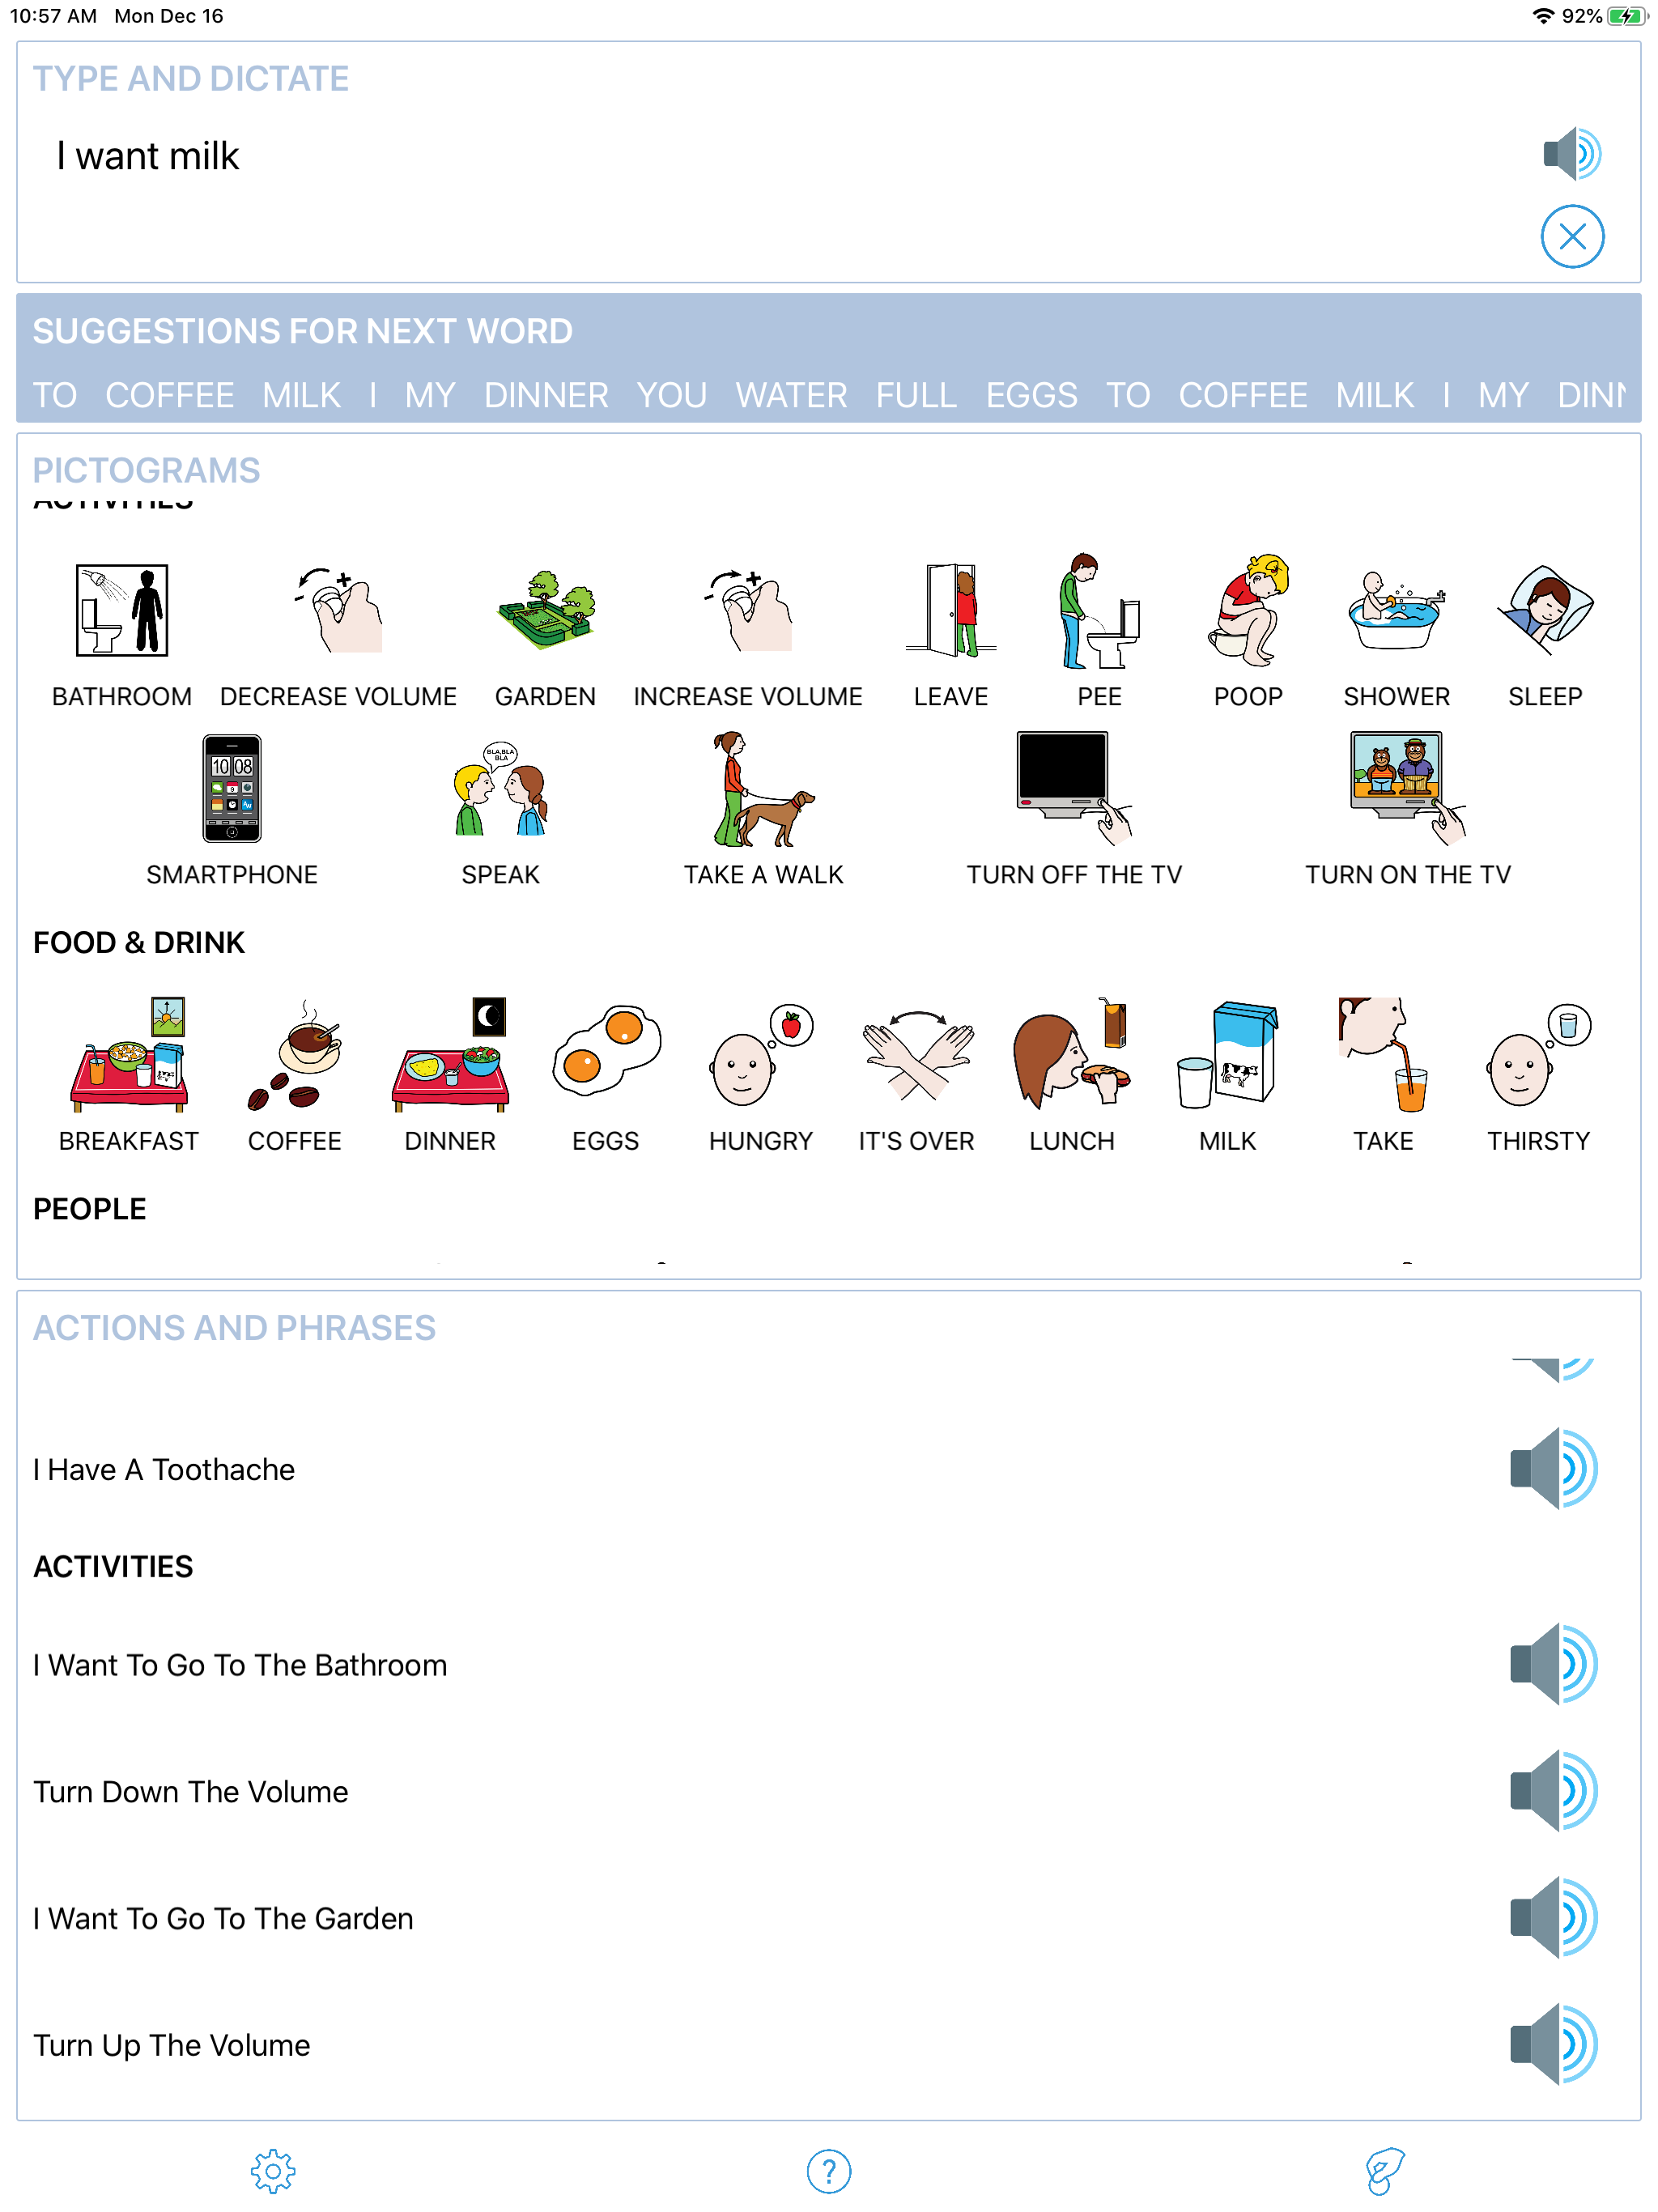 10:57 AM Mon Dec 16 92%
TYPE AND DICTATE
I want milk
SUGGESTIONS FOR NEXT WORD
TO COFFEE MILK I MY DINNER YOU WATER FULL EGGS TO COFFEE MILK I MY
PICTOGRAMS
ACTIVITIES
BATHROOM DECREASE VOLUME GARDEN INCREASE VOLUME LEAVE PEE POOP SHOWER SLEEP
10 08
BLA,BLA
BLA
SMARTPHONE SPEAK TAKE A WALK TURN OFF THE TV TURN ON THE TV
FOOD & DRINK
BREAKFAST COFFEE DINNER EGGS HUNGRY IT'S OVER LUNCH MILK TAKE THIRSTY
PEOPLE
ACTIONS AND PHRASES
I Have A Toothache
ACTIVITIES
I Want To Go To The Bathroom
Turn Down The Volume
I Want To Go To The Garden
Turn Up The Volume